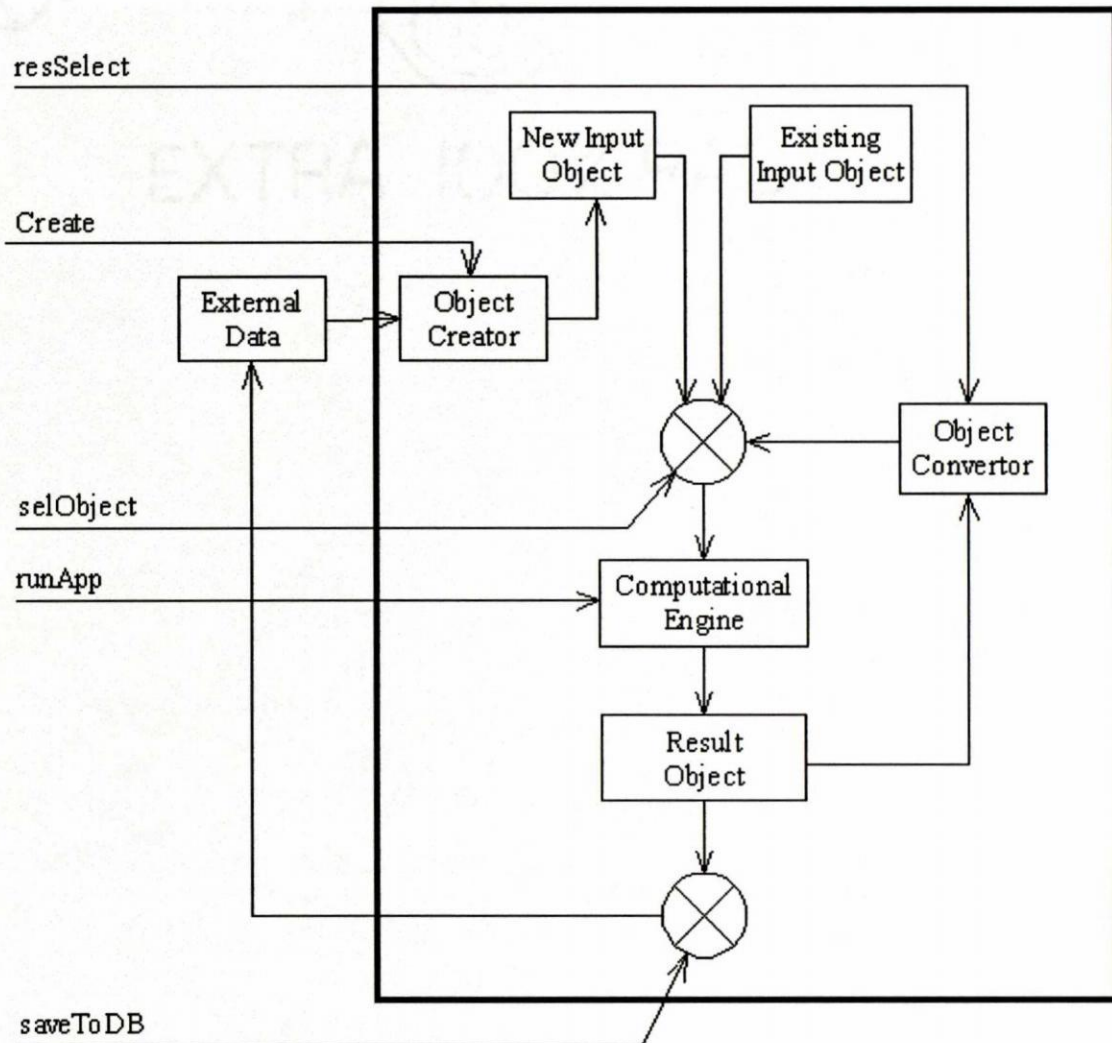 resSelect
New Input
Object
Existing
Input Object
Create
External
Data
Object
Creator
Object
Convertor
selObject
runApp
Computational
Engine
Result
Object
saveToDB